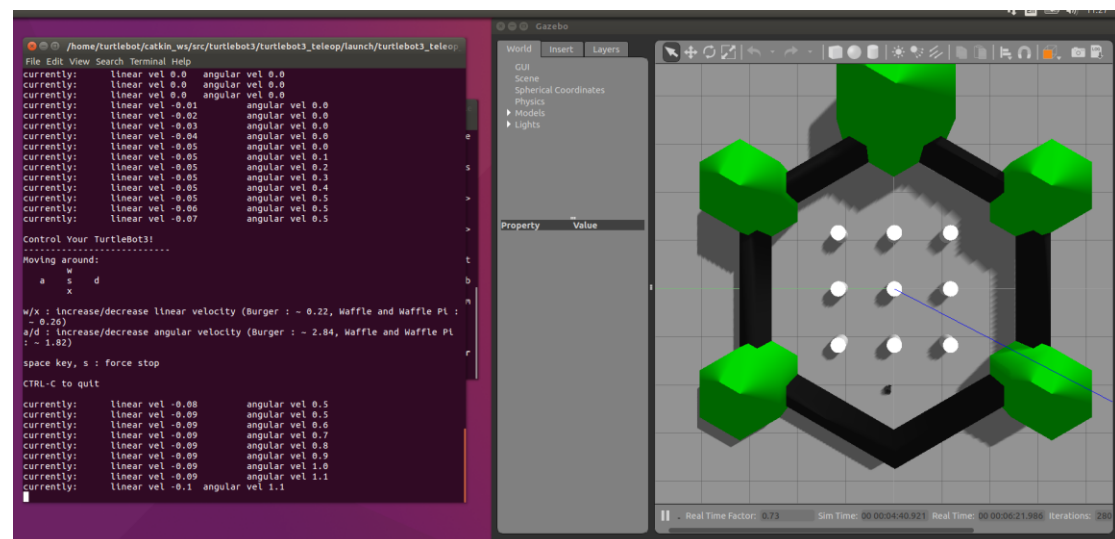 11:21
Gazebo
/home/turtlebot/catkin_ws/src/turtlebot3/turtlebot3_teleop/launch/turtlebot3_teleop
File Edit View Search Terminal Help
currently: linear vel 0.0 angular vel 0.0
currently: linear vel 0.0 angular vel 0.0
currently: linear vel 0.0 angular vel 0.0
currently: linear vel -0.01 angular vel 0.0
currently: linear vel -0.02 angular vel 0.0
currently: linear vel -0.03 angular vel 0.0
currently: linear vel -0.04 angular vel 0.0
currently: linear vel -0.05 angular vel 0.0
currently: linear vel -0.05 angular vel 0.1
currently: linear vel -0.05 angular vel 0.2
currently: linear vel -0.05 angular vel 0.3
currently: linear vel -0.05 angular vel 0.4
currently: linear vel -0.05 angular vel 0.5
currently: linear vel -0.06 angular vel 0.5
currently: linear vel -0.07 angular vel 0.5
Control Your TurtleBot3!
---------------------------
Moving around:
w
a s d
x
w/x : increase/decrease linear velocity (Burger : ~ 0.22, Waffle and Waffle Pi :
~ 0.26)
a/d : increase/decrease angular velocity (Burger : ~ 2.84, Waffle and Waffle Pi
: ~ 1.82)
space key, s : force stop
CTRL-C to quit
currently: linear vel -0.08 angular vel 0.5
currently: linear vel -0.09 angular vel 0.5
currently: linear vel -0.09 angular vel 0.6
currently: linear vel -0.09 angular vel 0.7
currently: linear vel -0.09 angular vel 0.8
currently: linear vel -0.09 angular vel 0.9
currently: linear vel -0.09 angular vel 1.0
currently: linear vel -0.09 angular vel 1.1
currently: linear vel -0.1 angular vel 1.1
World Insert Layers
GUI
Scene
Spherical Coordinates
Physics
Models
Lights
Property Value
Real Time Factor: 0.73 Sim Time: 00 00:04:40.921 Real Time: 00 00:06:21.986 Iterations: 280